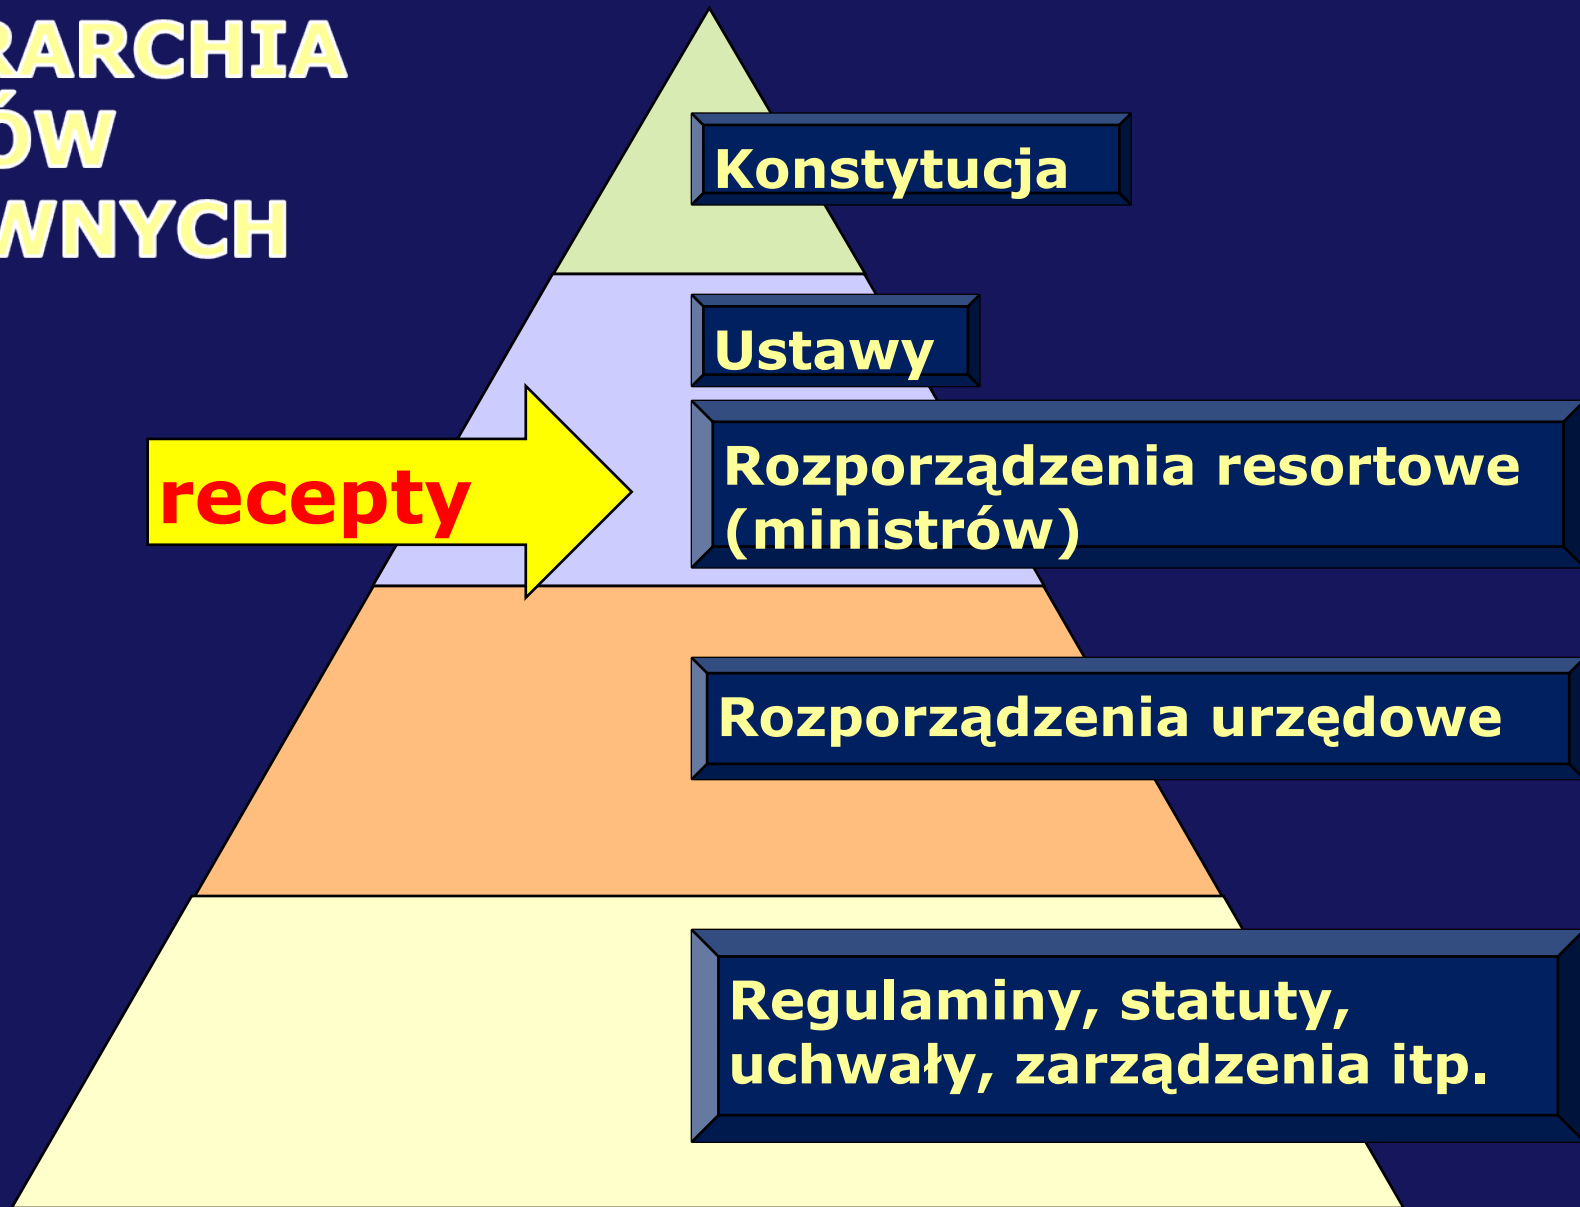 RARCHIA
ÓW
WNYCH
Konstytucja
Ustawy
recepty
Rozporządzenia resortowe
(ministrów)
Rozporządzenia urzędowe
Regulaminy, statuty,
uchwały, zarządzenia itp.